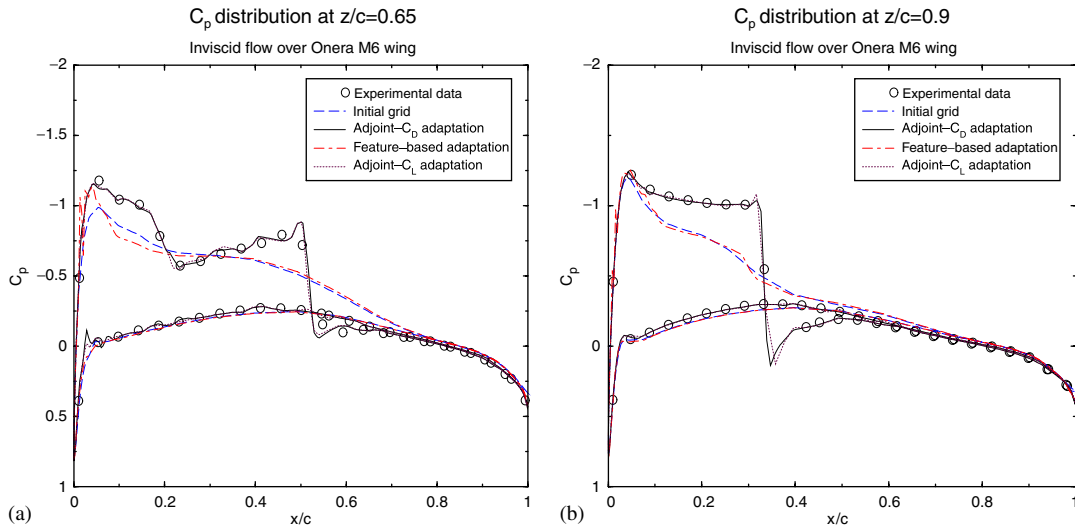 C_p distribution at z/c=0.65
Inviscid flow over Onera M6 wing
−2
−1.5
−1
−0.5
0
0.5
1
C_p
Experimental data
Initial grid
Adjoint−C_D adaptation
Feature−based adaptation
Adjoint−C_L adaptation
0 0.2 0.4 0.6 0.8 1
x/c
(a)
C_p distribution at z/c=0.9
Inviscid flow over Onera M6 wing
−2
−1.5
−1
−0.5
0
0.5
1
C_p
Experimental data
Initial grid
Adjoint−C_D adaptation
Feature−based adaptation
Adjoint−C_L adaptation
0 0.2 0.4 0.6 0.8 1
x/c
(b)